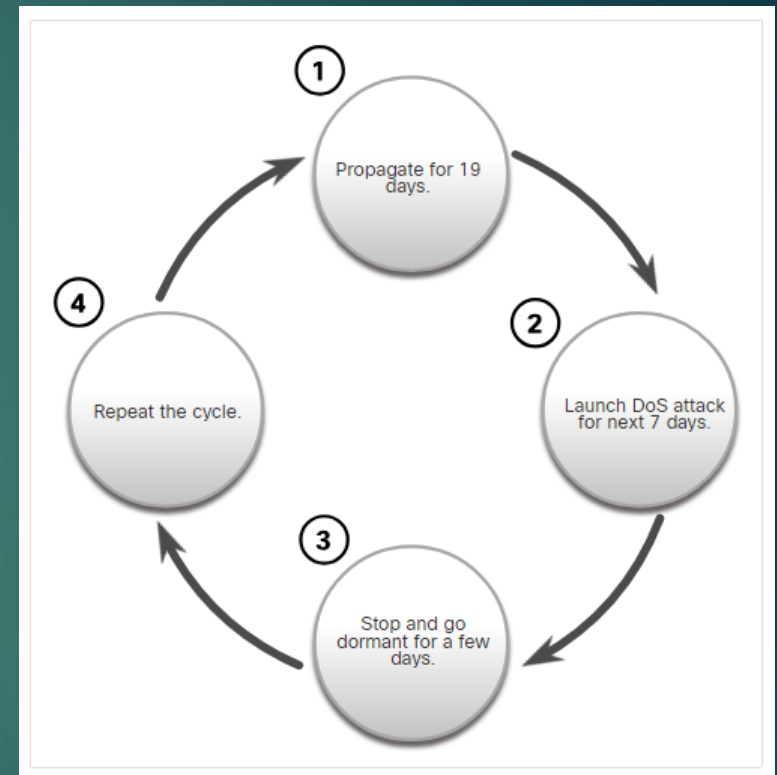 1
Propagate for 19
days.
2
Launch DoS attack
for next 7 days.
3
Stop and go
dormant for a few
days.
4
Repeat the cycle.